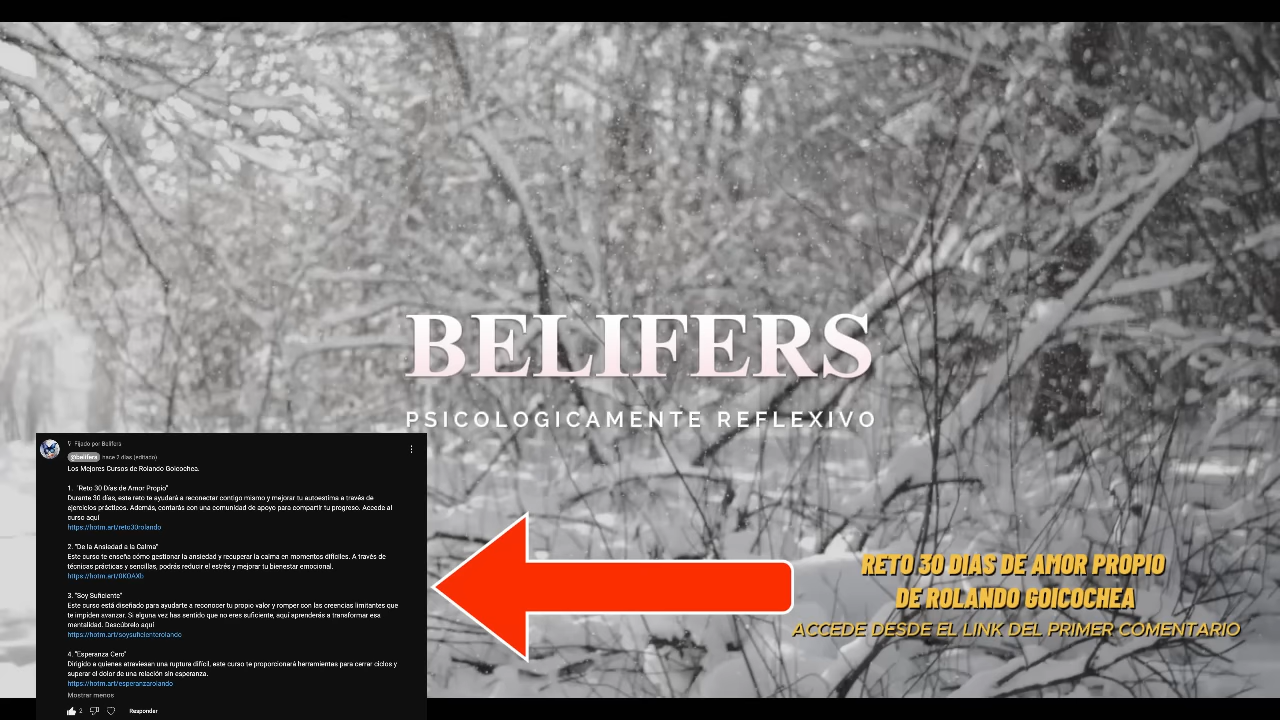 BELIFERS
PSICOLOGICAMENTE REFLEXIVO
Fijado por Belifers
@belifers hace 2 días (editado)
Los Mejores Cursos de Rolando Goicochea.
1. "Reto 30 Días de Amor Propio"
Durante 30 días, este reto te ayudará a reconectar contigo mismo y mejorar tu autoestima a través de
ejercicios prácticos. Además, contarás con una comunidad de apoyo para compartir tu progreso. Accede al
curso aquí
https://hotm.art/reto30rolando
2. "De la Ansiedad a la Calma"
Este curso te enseña cómo gestionar la ansiedad y recuperar la calma en momentos difíciles. A través de
técnicas prácticas y sencillas, podrás reducir el estrés y mejorar tu bienestar emocional.
3. "Soy Suficiente"
Este curso está diseñado para ayudarte a reconocer tu propio valor y romper con las creencias limitantes que
te impiden avanzar. Si alguna vez has sentido que no eres suficiente, aquí aprenderás a transformar esa
mentalidad. Descúbrelo aquí
https://hotm.art/soysuficienterolando
4. "Esperanza Cero"
Dirigido a quienes atraviesan una ruptura difícil, este curso te proporcionará herramientas para cerrar ciclos y
superar el dolor de una relación sin esperanza.
https://hotm.art/esperanzarolando
Mostrar menos
2 Responder
RETO 30 DIAS DE AMOR PROPIO
DE ROLANDO GOICOCHEA
ACCEDE DESDE EL LINK DEL PRIMER COMENTARIO